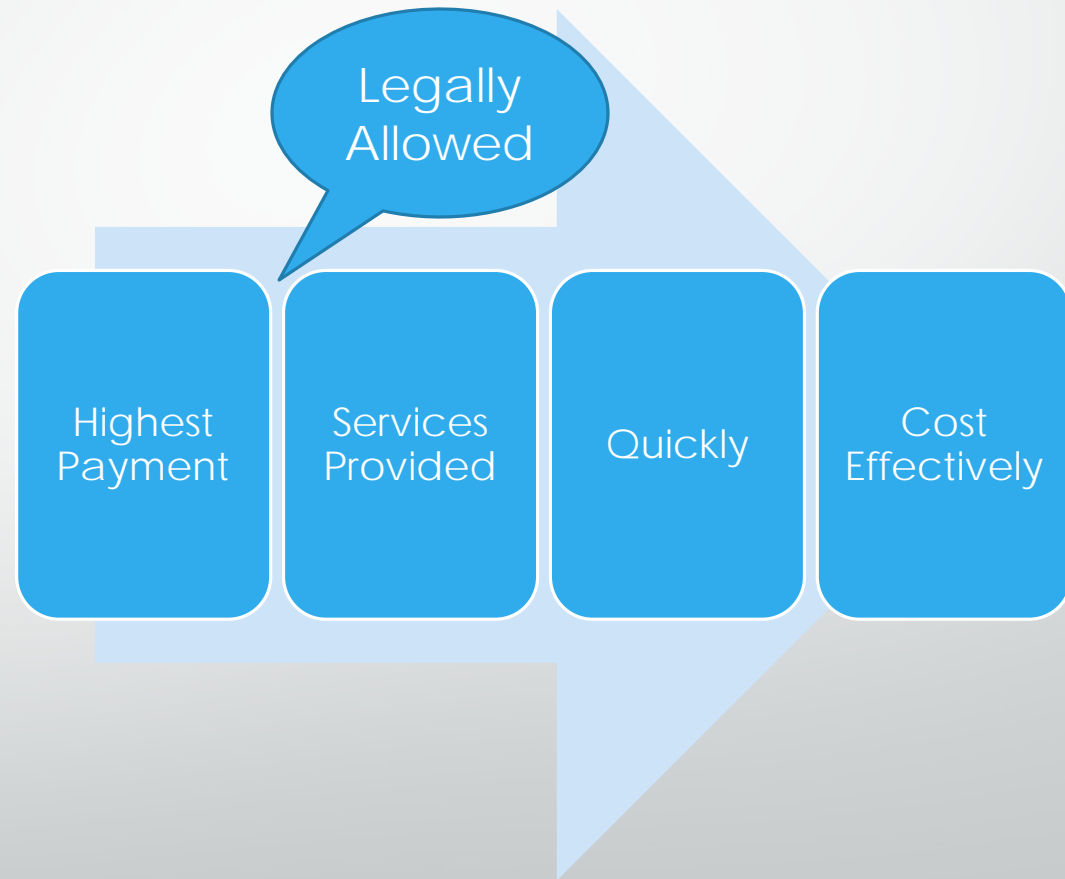 Legally
Allowed
Highest
Payment
Services
Provided
Quickly
Cost
Effectively